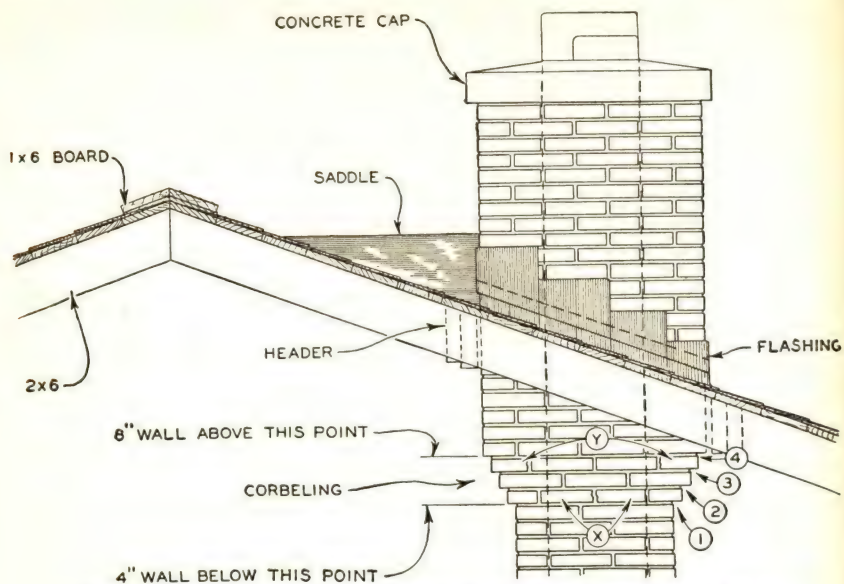 CONCRETE CAP
1x6 BOARD
SADDLE
HEADER
FLASHING
2x6
8" WALL ABOVE THIS POINT
Y
4
3
CORBELING
2
X
1
4" WALL BELOW THIS POINT